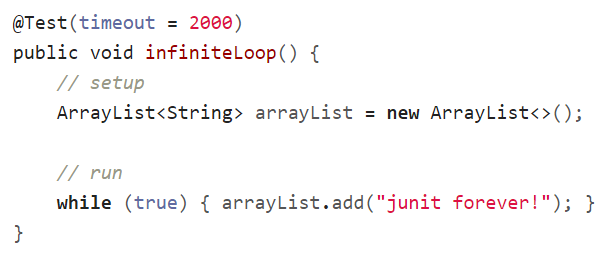 @Test(timeout = 2000)
public void infiniteLoop() {
    // setup
    ArrayList<String> arrayList = new ArrayList<>();

    // run
    while (true) { arrayList.add("junit forever!"); }
}